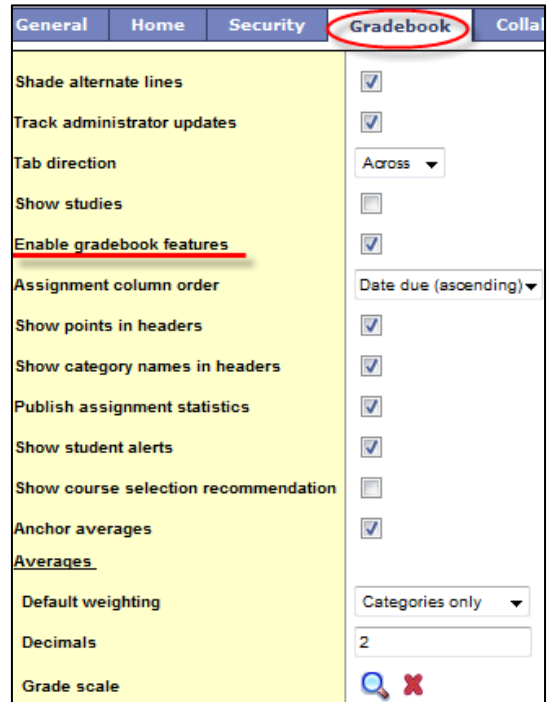 General Home Security Gradebook Collal
Shade alternate lines
Track administrator updates
Tab direction Across
Show studies
Enable gradebook features
Assignment column order Date due (ascending)
Show points in headers
Show category names in headers
Publish assignment statistics
Show student alerts
Show course selection recommendation
Anchor averages
Averages
Default weighting Categories only
Decimals 2
Grade scale